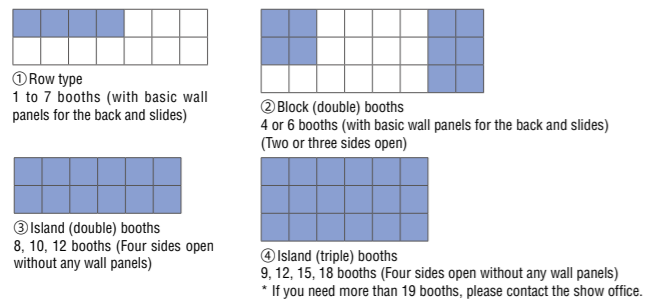 ①Row type
1 to 7 booths (with basic wall
panels for the back and slides)
②Block (double) booths
4 or 6 booths (with basic wall panels for the back and slides)
(Two or three sides open)
③Island (double) booths
8, 10, 12 booths (Four sides open
without any wall panels)
④Island (triple) booths
9, 12, 15, 18 booths (Four sides open without any wall panels)
* If you need more than 19 booths, please contact the show office.